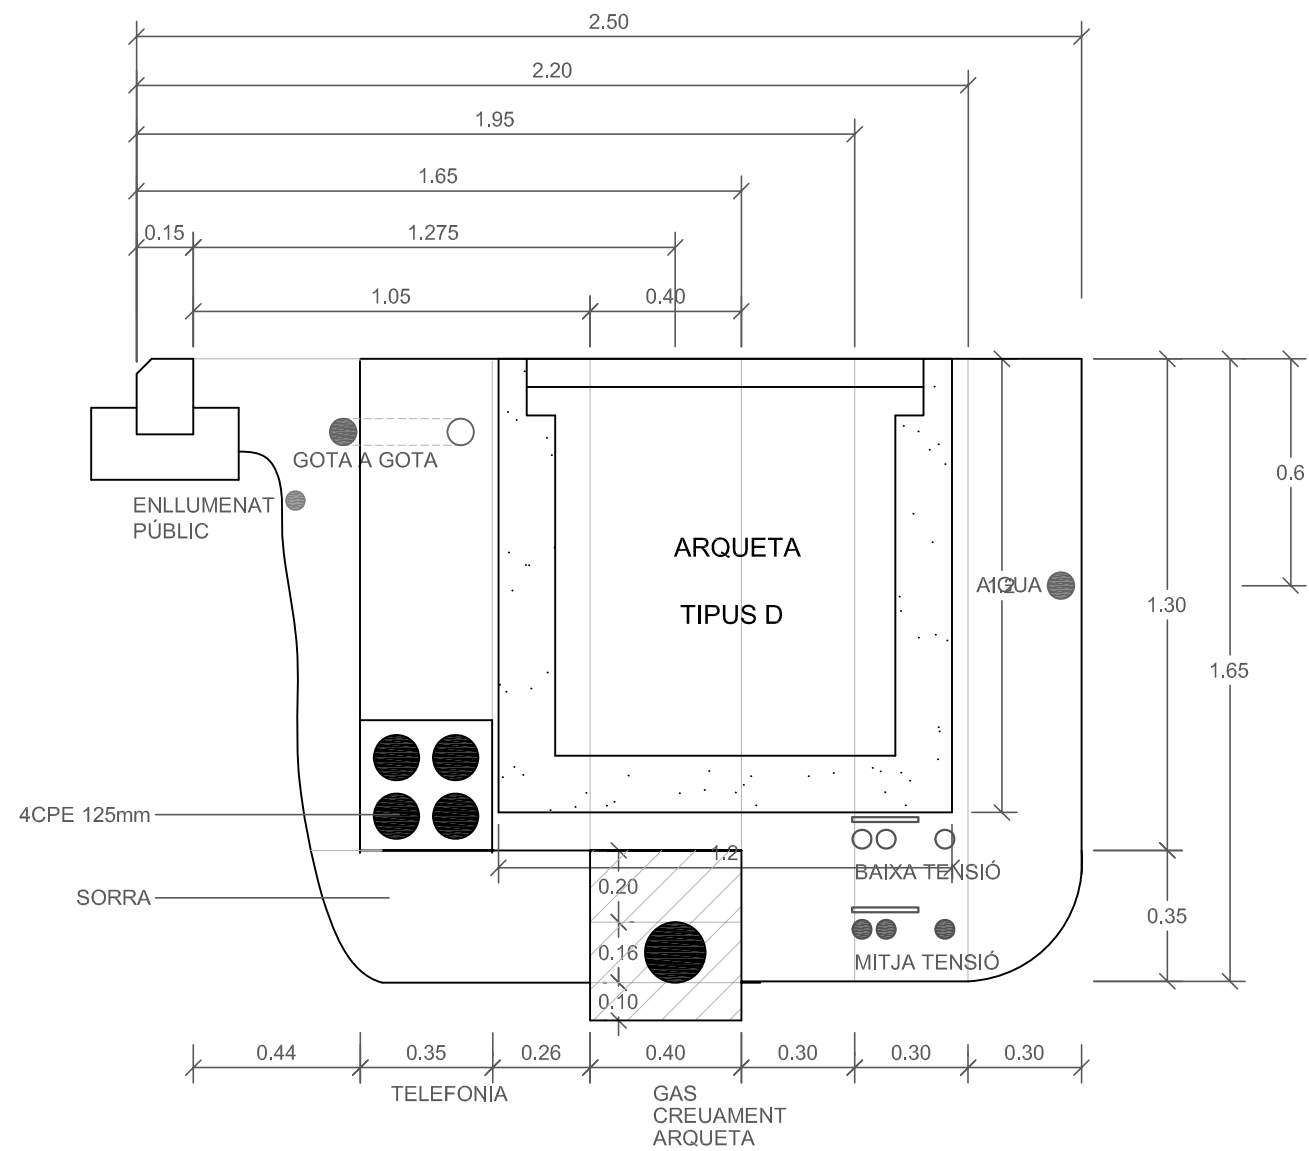 2.50
2.20
1.95
1.65
0.15
1.275
1.05
0.40
GOTA A GOTA
ENLLUMENAT
PÚBLIC
0.6
ARQUETA
TIPUS D
AIGUA
1.2
1.30
1.65
4CPE 125mm
1.2
BAIXA TENSIÓ
0.20
SORRA
0.35
0.16
MITJA TENSIÓ
0.10
0.44
0.35
0.26
0.40
0.30
0.30
0.30
TELEFONIA
GAS
CREUAMENT
ARQUETA